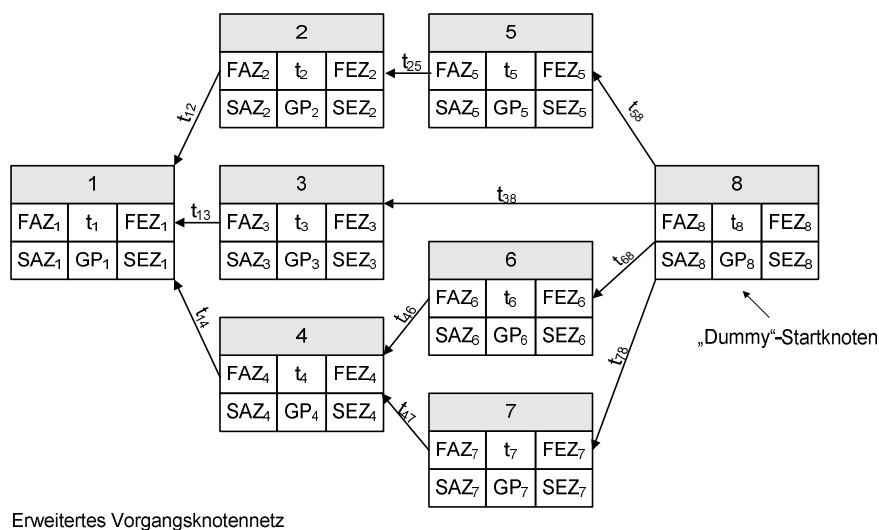 2
FAZ₂ t₂ FEZ₂
SAZ₂ GP₂ SEZ₂
5
FAZ₅ t₅ FEZ₅
SAZ₅ GP₅ SEZ₅
t₂₅
t₁₂
t₅₈
1
FAZ₁ t₁ FEZ₁
SAZ₁ GP₁ SEZ₁
t₁₃
3
FAZ₃ t₃ FEZ₃
SAZ₃ GP₃ SEZ₃
t₃₈
8
FAZ₈ t₈ FEZ₈
SAZ₈ GP₈ SEZ₈
6
FAZ₆ t₆ FEZ₆
SAZ₆ GP₆ SEZ₆
t₆₈
t₁₄
t₄₆
4
FAZ₄ t₄ FEZ₄
SAZ₄ GP₄ SEZ₄
t₄₇
t₇₈
„Dummy“-Startknoten
7
FAZ₇ t₇ FEZ₇
SAZ₇ GP₇ SEZ₇
Erweitertes Vorgangsknotennetz